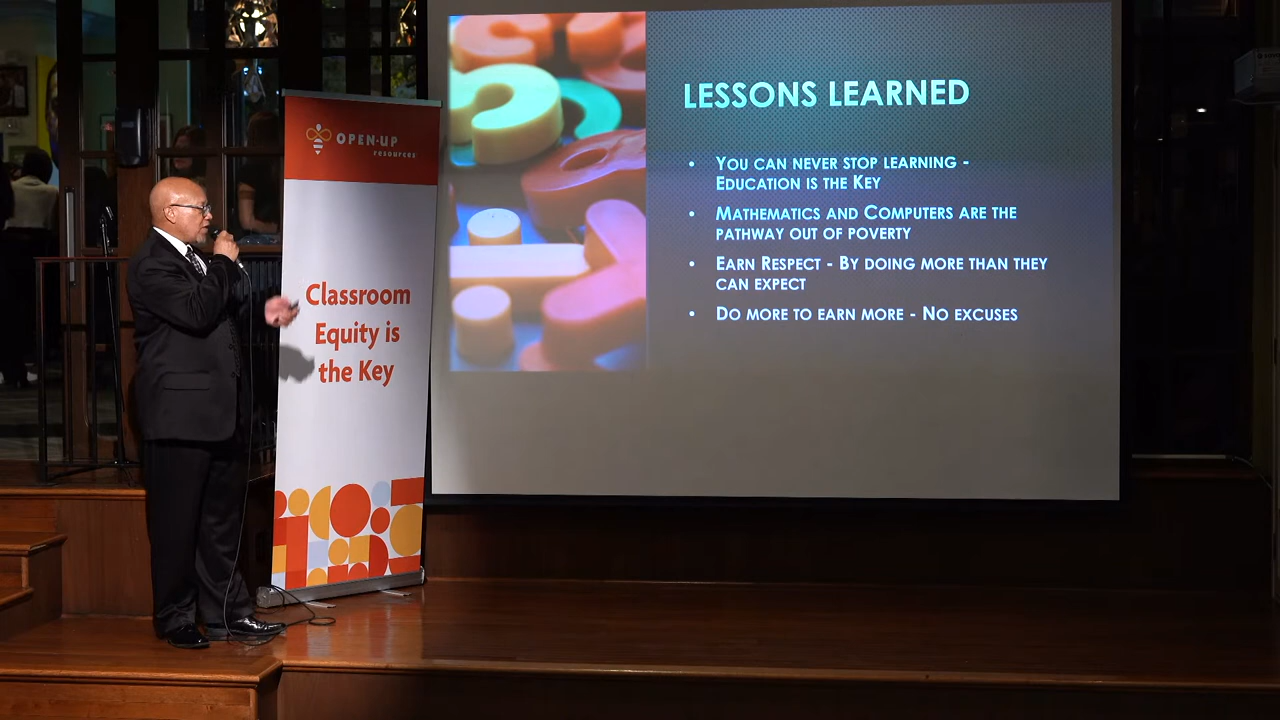 OPEN-UP
resources
Classroom
Equity is
the Key
LESSONS LEARNED
• YOU CAN NEVER STOP LEARNING -
EDUCATION IS THE KEY
• MATHEMATICS AND COMPUTERS ARE THE
PATHWAY OUT OF POVERTY
• EARN RESPECT - BY DOING MORE THAN THEY
CAN EXPECT
• DO MORE TO EARN MORE - NO EXCUSES